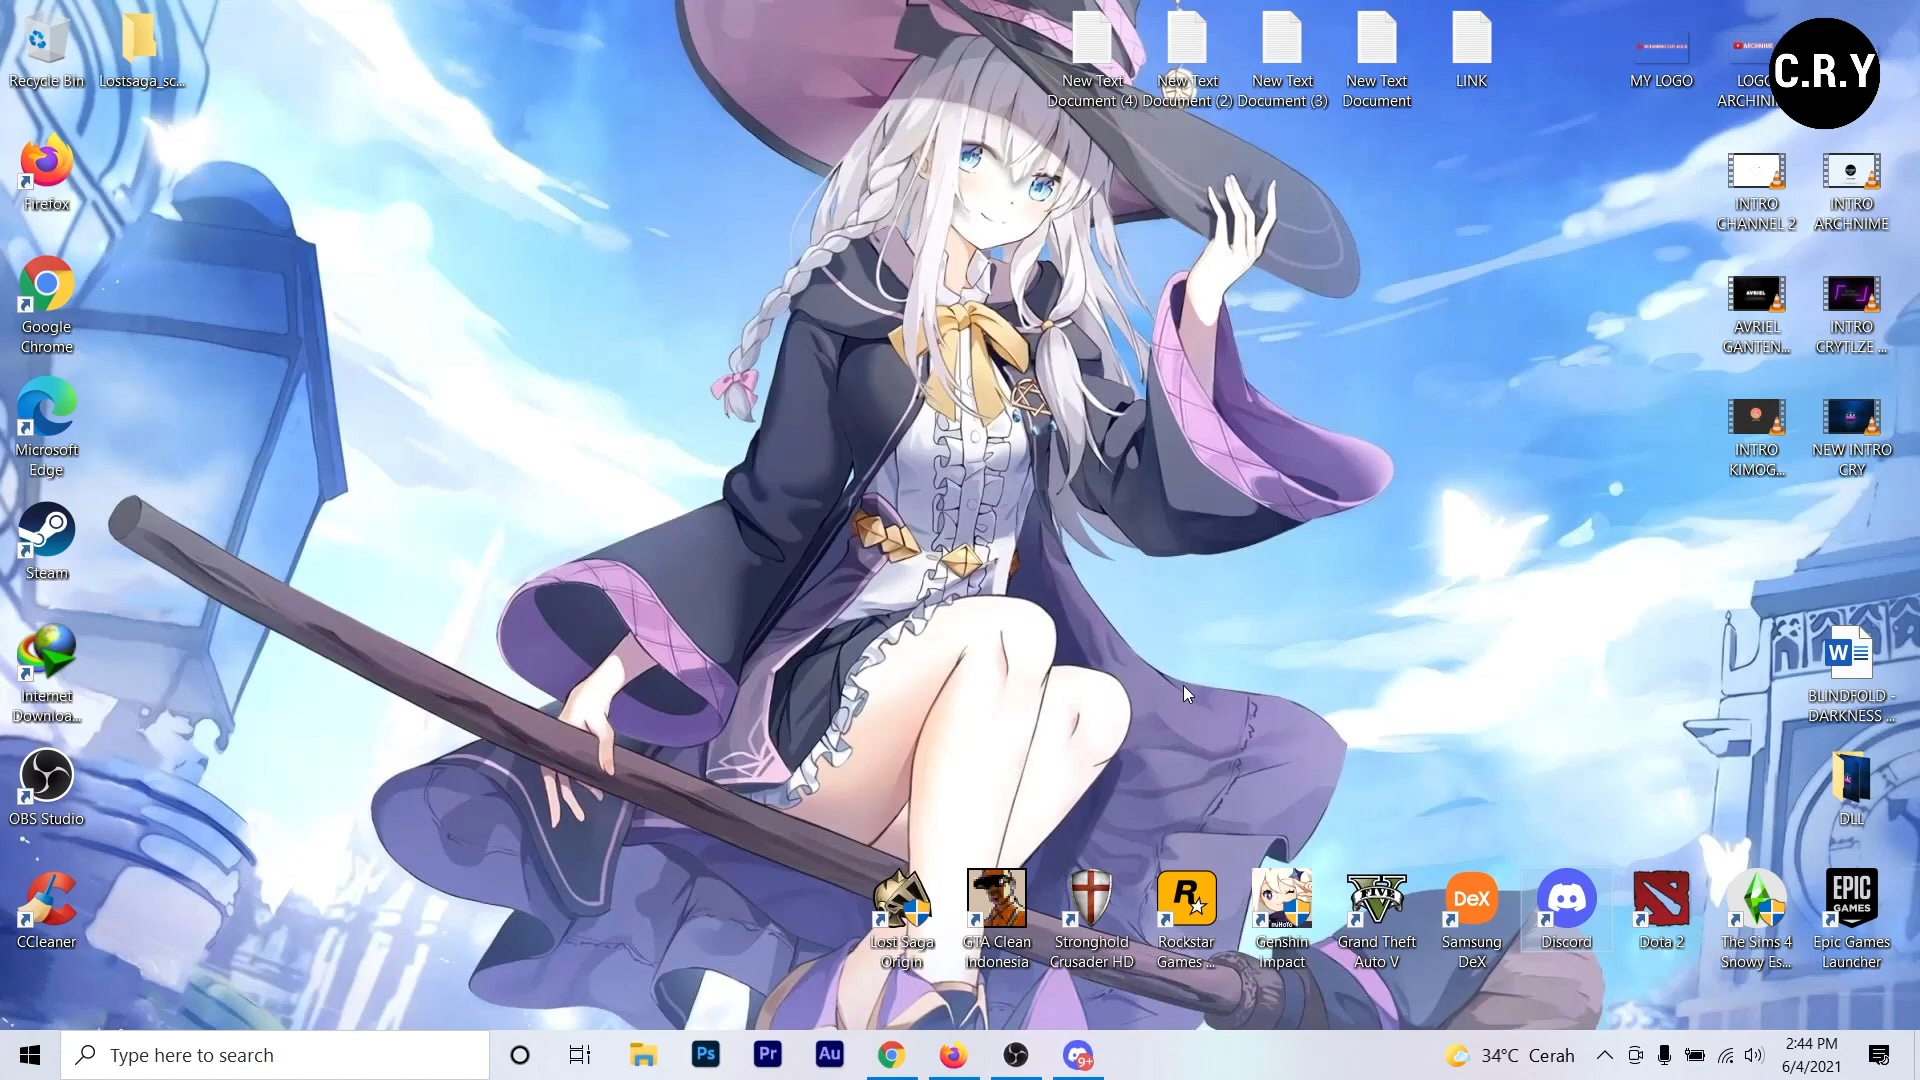 Recycle Bin
Lostsaga_sc...
New Text
Document (4)
New Text
Document (2)
New Text
Document (3)
New Text
Document
LINK
MY LOGO
ARCHINIME
C.R.Y
Firefox
INTRO
CHANNEL 2
INTRO
ARCHNIME
Google
Chrome
AVRIEL
AVRIEL
GANTEN...
INTRO
CRYTLZE ...
Microsoft
Edge
INTRO
KIMOG...
NEW INTRO
CRY
Steam
Internet
Downloa...
W
BLINDFOLD -
DARKNESS ...
OBS Studio
DLL
CCleaner
Lost Saga
Origin
GTA Clean
Indonesia
Stronghold
Crusader HD
R
Rockstar
Games ...
miHoYo
Genshin
Impact
FIVE
Grand Theft
Auto V
DeX
Samsung
DeX
Discord
Dota 2
The Sims 4
Snowy Es...
EPIC
GAMES
Epic Games
Launcher
Type here to search
Ps
Pr
Au
9+
34°C Cerah
2:44 PM
6/4/2021